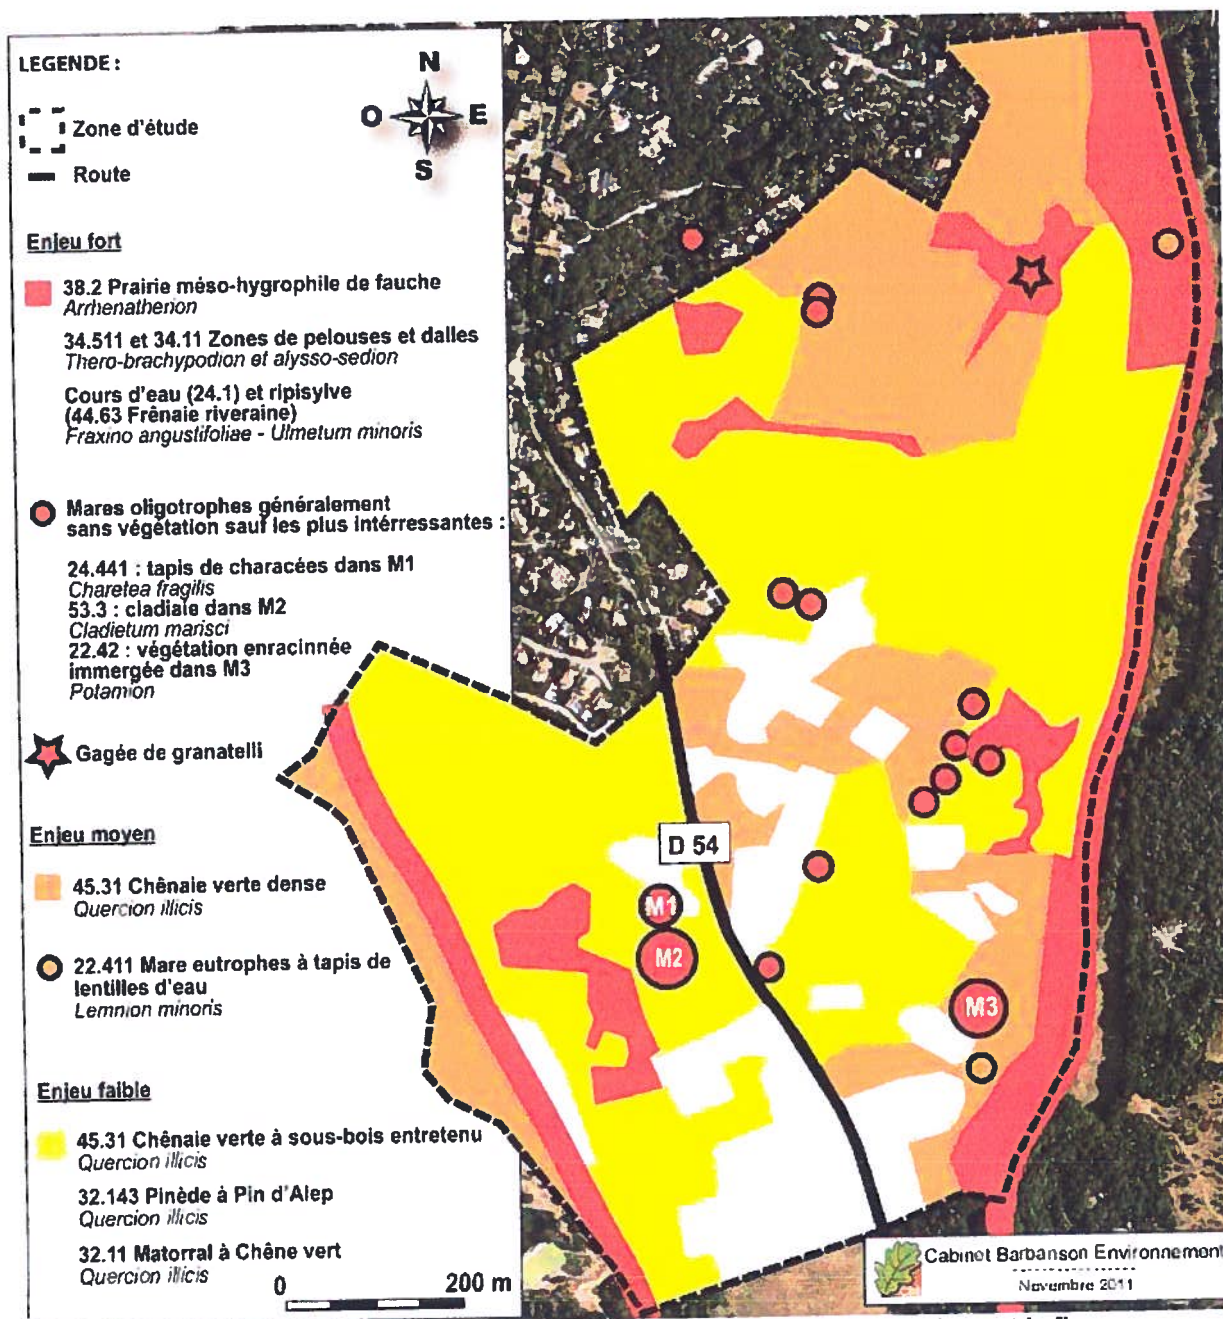 LEGENDE :
N
O
E
S
Zone d'étude
Route
Enjeu fort
38.2 Prairie méso-hygrophile de fauche
Arrhenatherion
34.511 et 34.11 Zones de pelouses et dalles
Thero-brachypodion et alysso-sedion
Cours d'eau (24.1) et ripisylve
(44.63 Frênaie riveraine)
Fraxino angustifoliae - Ulmetum minoris
Mares oligotrophes généralement
sans végétation sauf les plus intérressantes :
24.441 : tapis de characées dans M1
Charetea fragilis
53.3 : cladiaie dans M2
Cladietum marisci
22.42 : végétation enracinnée
immergée dans M3
Potamion
Gagée de granatelli
Enjeu moyen
45.31 Chênaie verte dense
Quercion illicis
22.411 Mare eutrophes à tapis de
lentilles d'eau
Lemnion minoris
Enjeu faible
45.31 Chênaie verte à sous-bois entretenu
Quercion illicis
32.143 Pinède à Pin d'Alep
Quercion illicis
32.11 Matorral à Chêne vert
Quercion illicis
0
200 m
D 54
M1
M2
M3
Cabinet Barbanson Environnement
Novembre 2011